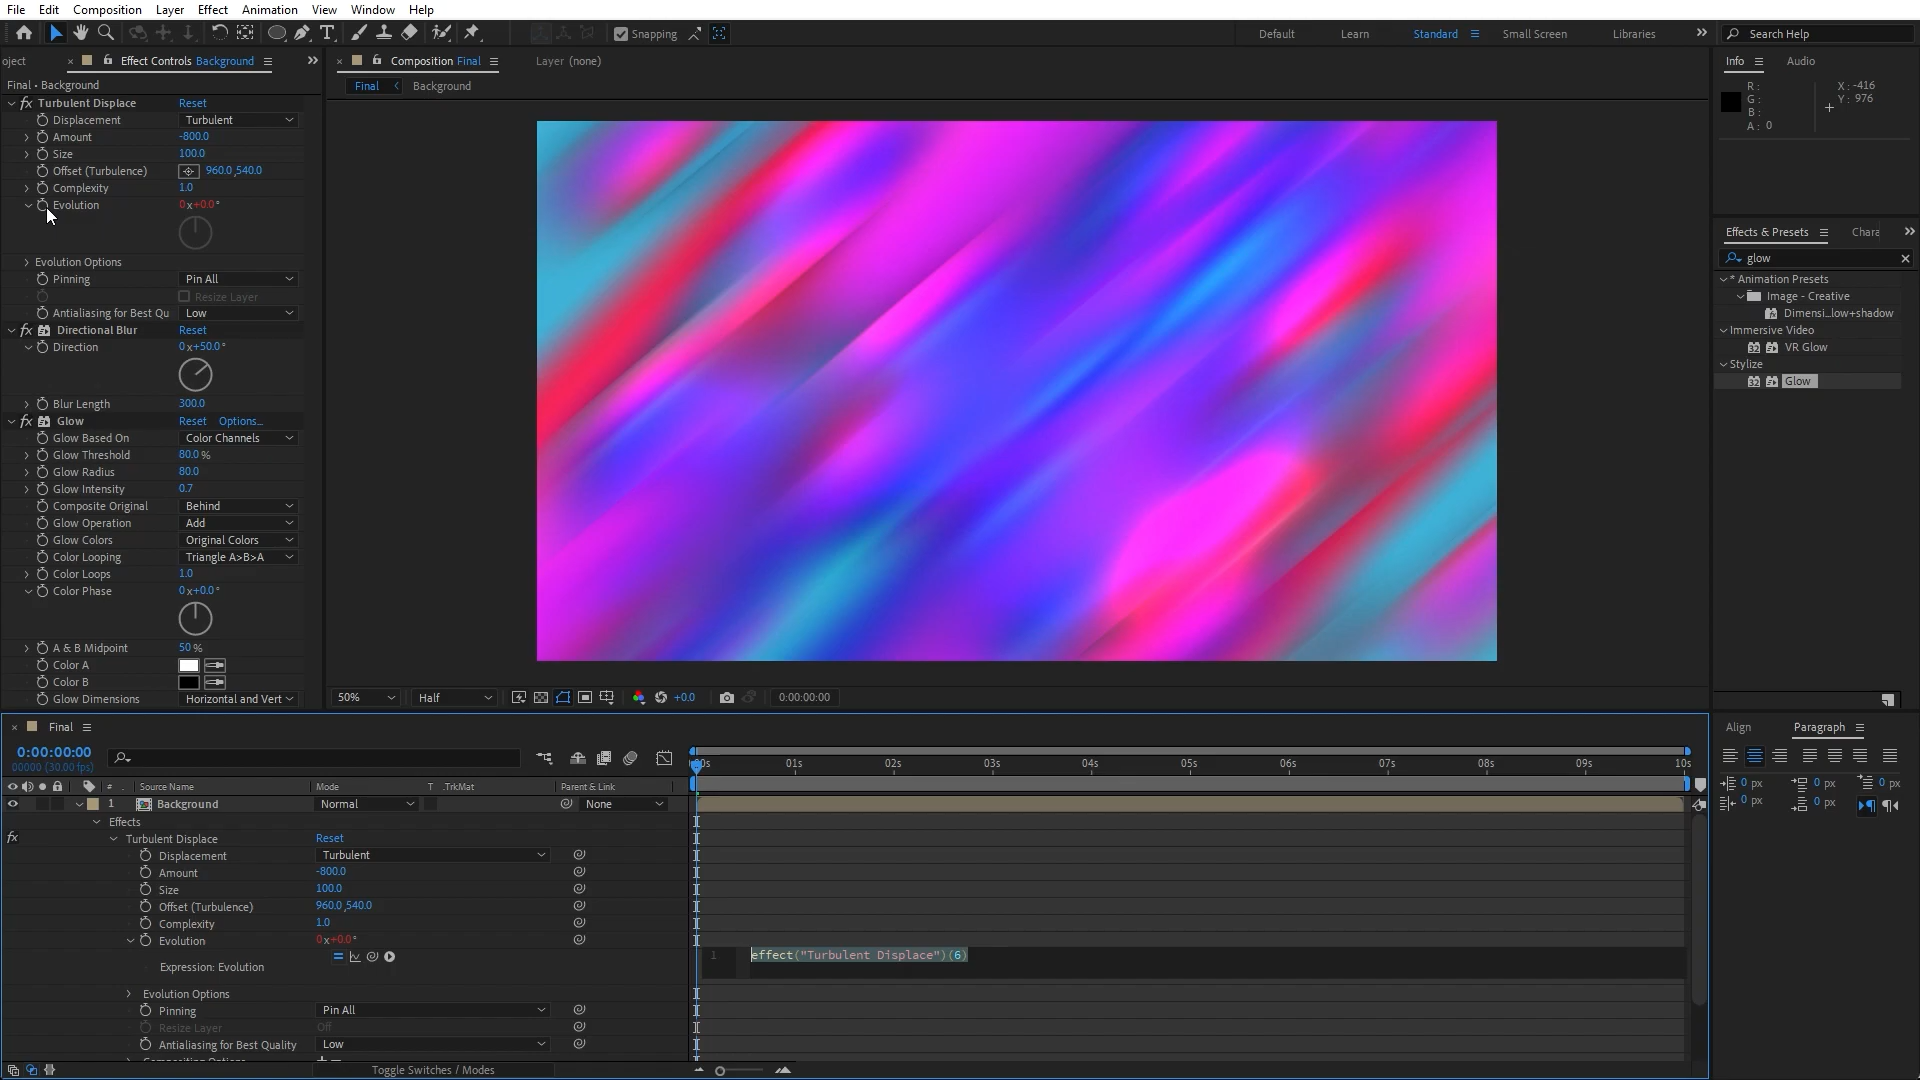 File Edit Composition Layer Effect Animation View Window Help
Snapping
Default Learn Standard Small Screen Libraries
Search Help
oject
Effect Controls Background
Final • Background
Turbulent Displace Reset
Displacement Turbulent
Amount -800.0
Size 100.0
Offset (Turbulence) 960.0,540.0
Complexity 1.0
Evolution 0x+0.0°
Evolution Options
Pinning Pin All
Resize Layer
Antialiasing for Best Qu Low
Directional Blur Reset
Direction 0x+50.0°
Blur Length 300.0
Glow Reset Options...
Glow Based On Color Channels
Glow Threshold 80.0 %
Glow Radius 80.0
Glow Intensity 0.7
Composite Original Behind
Glow Operation Add
Glow Colors Original Colors
Color Looping Triangle A>B>A
Color Loops 1.0
Color Phase 0x+0.0°
A & B Midpoint 50 %
Color A
Color B
Glow Dimensions Horizontal and Vert
Composition Final
Layer (none)
Final
Background
50% Half +0.0 0:00:00:00
Info Audio
R:
G:
B:
A: 0
X: -416
Y: 976
Effects & Presets Chara
glow
* Animation Presets
Image - Creative
Dimensi...low+shadow
Immersive Video
VR Glow
Stylize
Glow
Align Paragraph
0 px 0 px 0 px
0 px 0 px
Final
0:00:00:00
00000 (30.00 fps)
00s 01s 02s 03s 04s 05s 06s 07s 08s 09s 10s
# Source Name Mode T .TrkMat Parent & Link
1 Background Normal None
Effects
Turbulent Displace Reset
Displacement Turbulent
Amount -800.0
Size 100.0
Offset (Turbulence) 960.0,540.0
Complexity 1.0
Evolution 0x+0.0°
Expression: Evolution
1 effect("Turbulent Displace")(6)
Evolution Options
Pinning Pin All
Resize Layer Off
Antialiasing for Best Quality Low
Toggle Switches / Modes